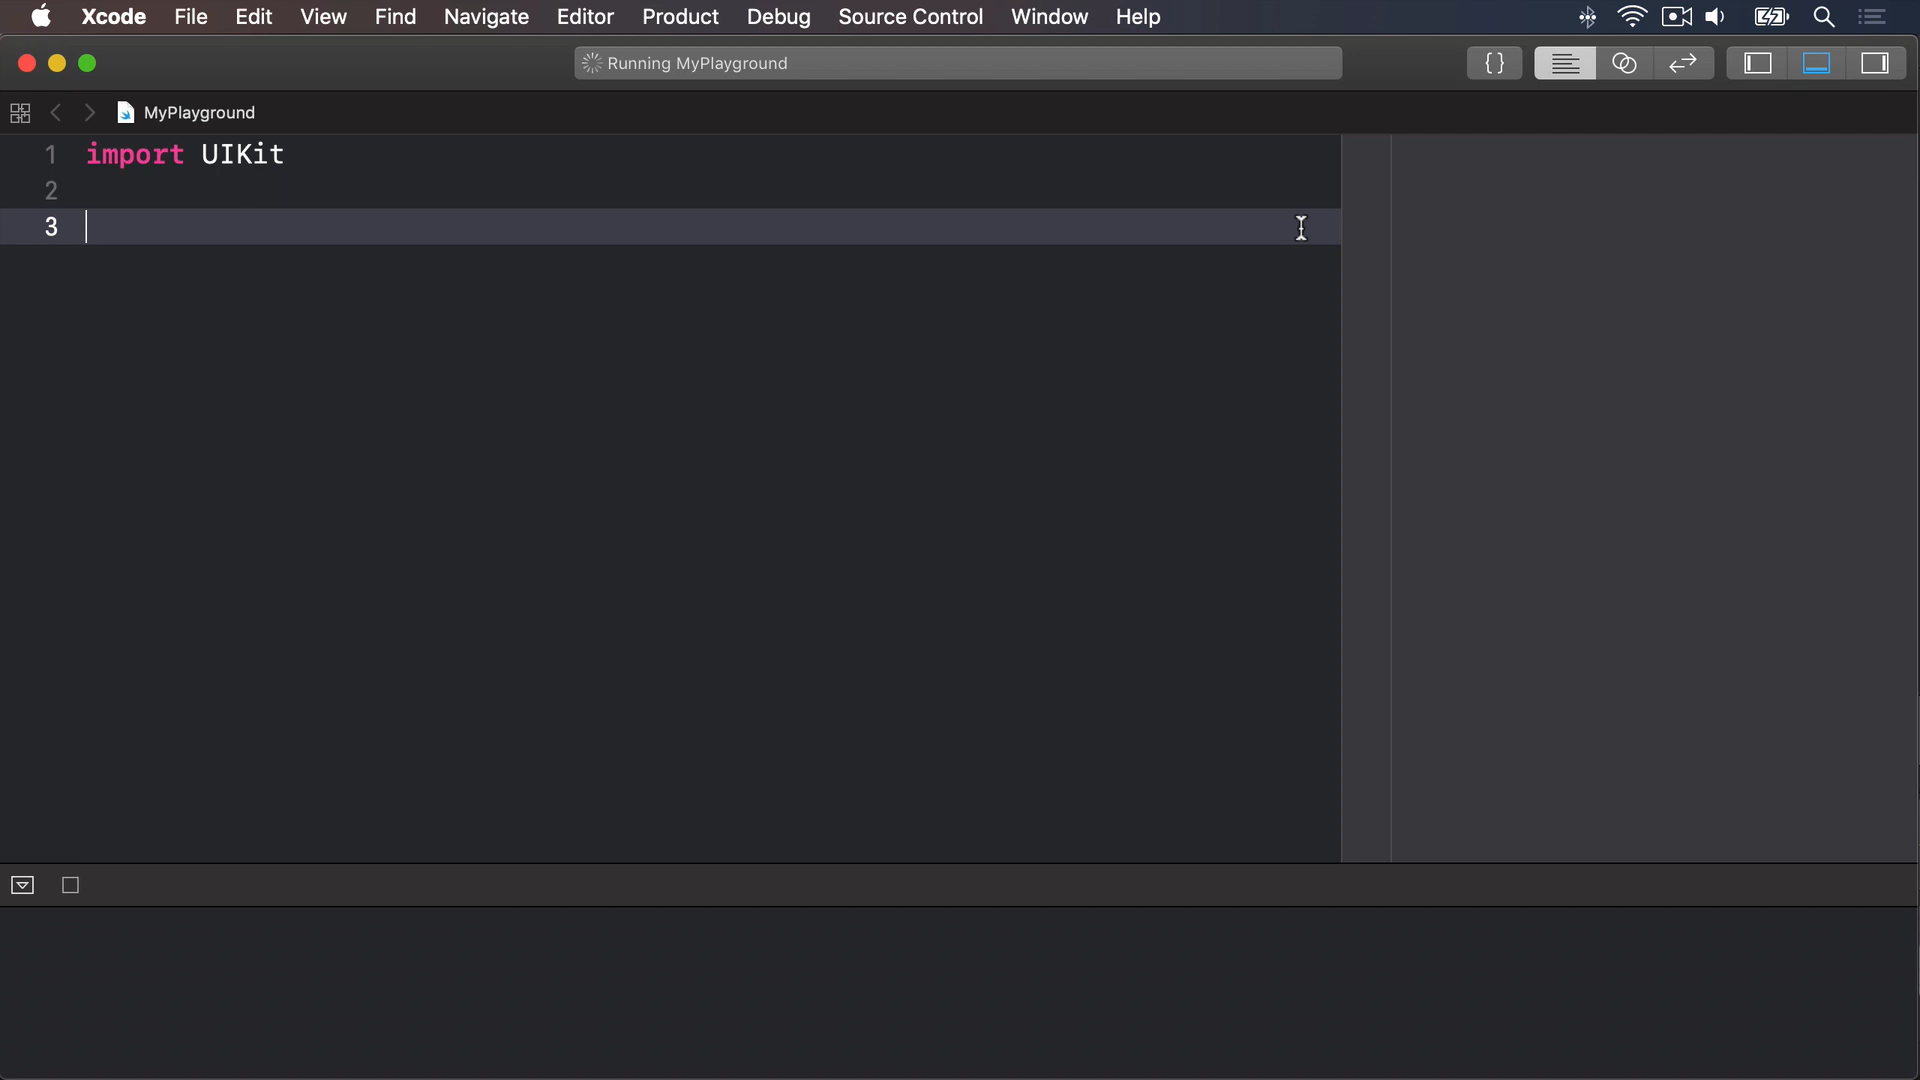 Xcode File Edit View Find Navigate Editor Product Debug Source Control Window Help
Running MyPlayground
{}
MyPlayground
1 import UIKit
2
3